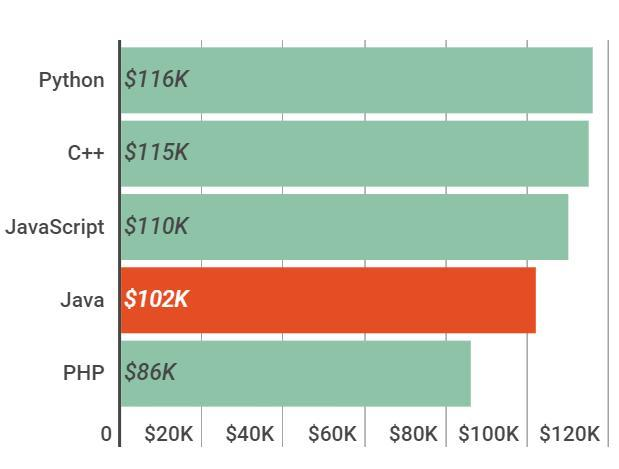 Python $116K
C++ $115K
JavaScript $110K
Java $102K
PHP $86K
0 $20K $40K $60K $80K $100K $120K